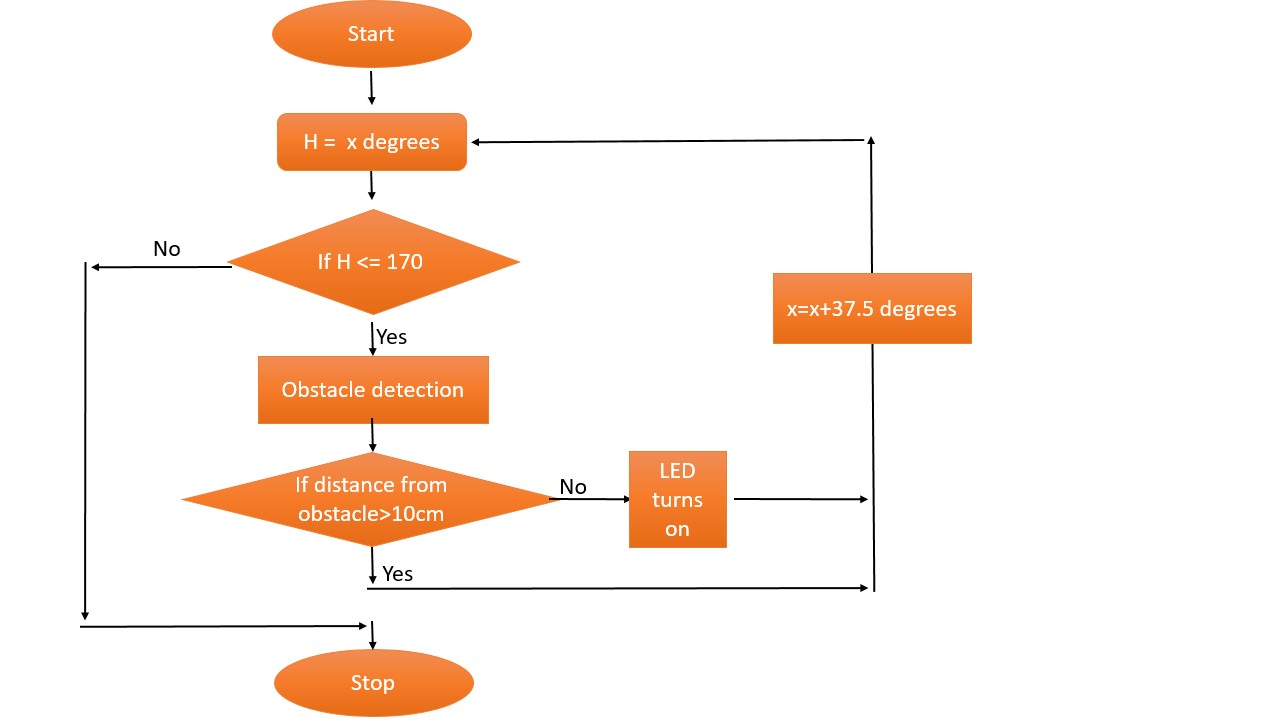 Start
H =  x degrees
No
If H <= 170
x=x+37.5 degrees
Yes
Obstacle detection
If distance from
obstacle>10cm
No
LED
turns
on
Yes
Stop